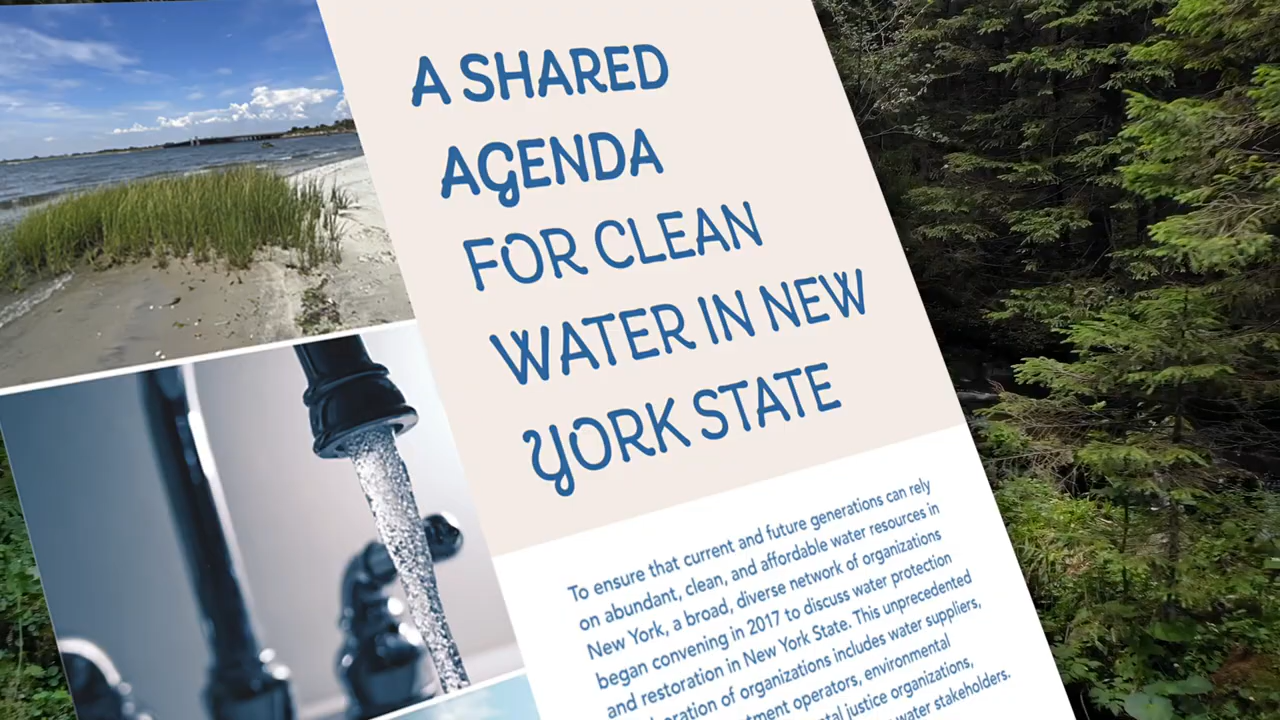 A SHARED
AGENDA
FOR CLEAN
WATER IN NEW
YORK STATE
To ensure that current and future generations can rely
on abundant, clean, and affordable water resources in
New York, a broad, diverse network of organizations
began convening in 2017 to discuss water protection
and restoration in New York State. This unprecedented
of organizations includes water suppliers,
operators, environmental
justice organizations,
water stakeholders.